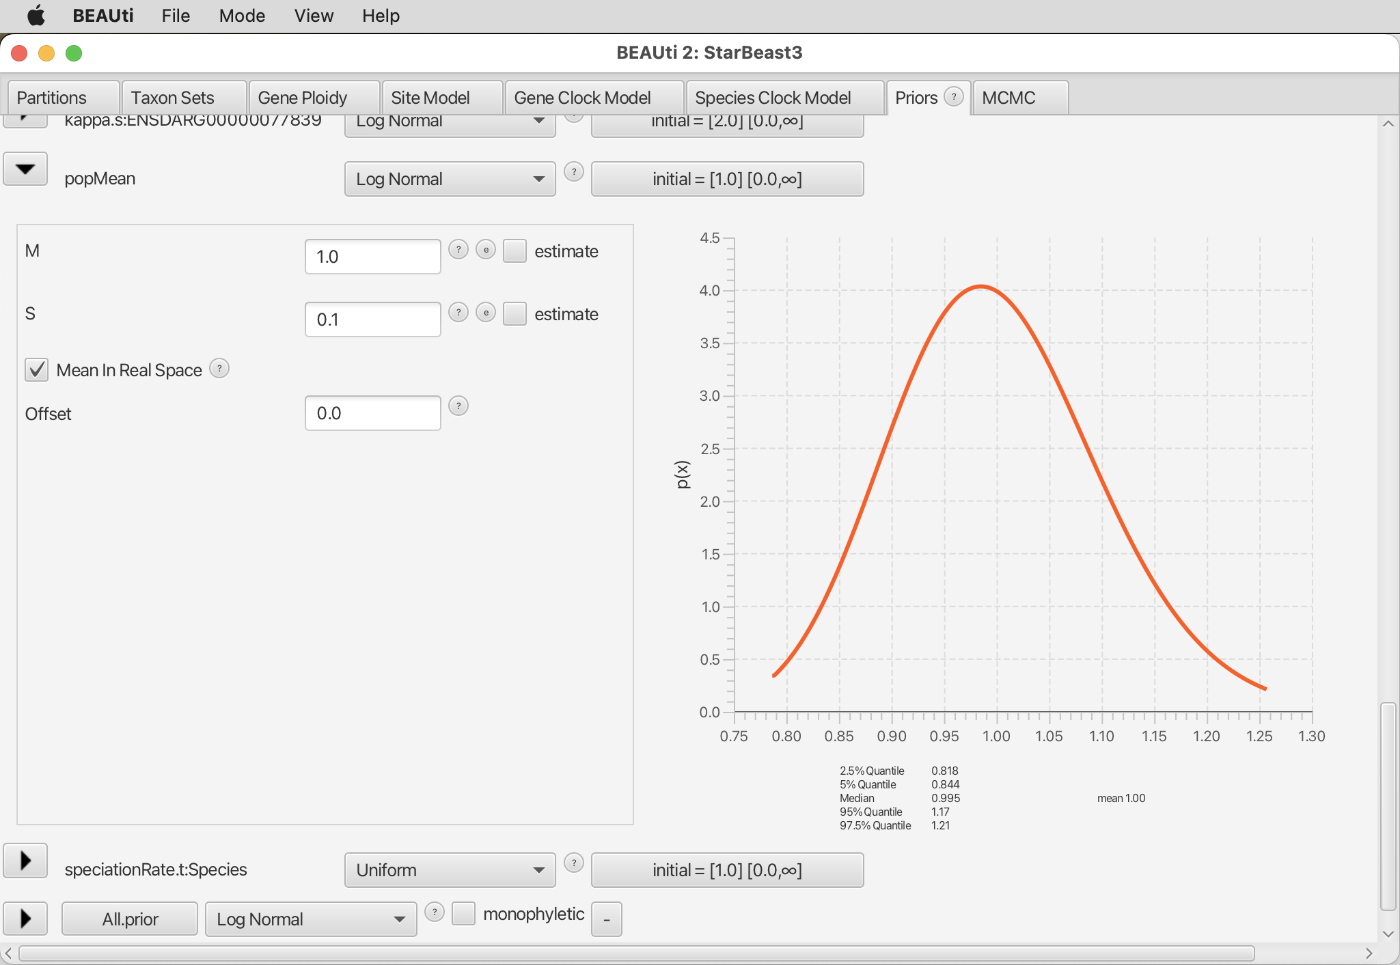 BEAUti File Mode View Help
BEAUti 2: StarBeast3
Partitions Taxon Sets Gene Ploidy Site Model Gene Clock Model Species Clock Model Priors ? MCMC
kappa.s:ENSDARG00000077839 Log Normal initial = [2.0] [0.0,∞]
popMean Log Normal ? initial = [1.0] [0.0,∞]
M 1.0 ? e estimate
S 0.1 ? e estimate
Mean In Real Space ?
Offset 0.0 ?
4.5
4.0
3.5
3.0
2.5
2.0
1.5
1.0
0.5
0.0
p(x)
0.75 0.80 0.85 0.90 0.95 1.00 1.05 1.10 1.15 1.20 1.25 1.30
2.5% Quantile 0.818
5% Quantile 0.844
Median 0.995 mean 1.00
95% Quantile 1.17
97.5% Quantile 1.21
speciationRate.t:Species Uniform ? initial = [1.0] [0.0,∞]
All.prior Log Normal ? monophyletic -